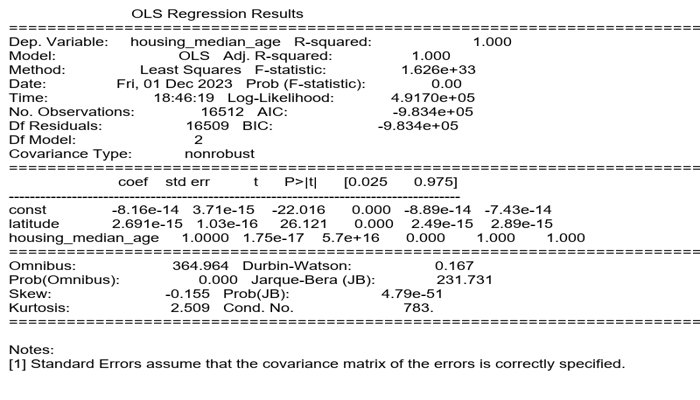 OLS Regression Results
==============================================================================
Dep. Variable: housing_median_age R-squared: 1.000
Model: OLS Adj. R-squared: 1.000
Method: Least Squares F-statistic: 1.626e+33
Date: Fri, 01 Dec 2023 Prob (F-statistic): 0.00
Time: 18:46:19 Log-Likelihood: 4.9170e+05
No. Observations: 16512 AIC: -9.834e+05
Df Residuals: 16509 BIC: -9.834e+05
Df Model: 2
Covariance Type: nonrobust
==============================================================================
coef std err t P>|t| [0.025 0.975]
------------------------------------------------------------------------------
const -8.16e-14 3.71e-15 -22.016 0.000 -8.89e-14 -7.43e-14
latitude 2.691e-15 1.03e-16 26.121 0.000 2.49e-15 2.89e-15
housing_median_age 1.0000 1.75e-17 5.7e+16 0.000 1.000 1.000
==============================================================================
Omnibus: 364.964 Durbin-Watson: 0.167
Prob(Omnibus): 0.000 Jarque-Bera (JB): 231.731
Skew: -0.155 Prob(JB): 4.79e-51
Kurtosis: 2.509 Cond. No. 783.
==============================================================================
Notes:
[1] Standard Errors assume that the covariance matrix of the errors is correctly specified.